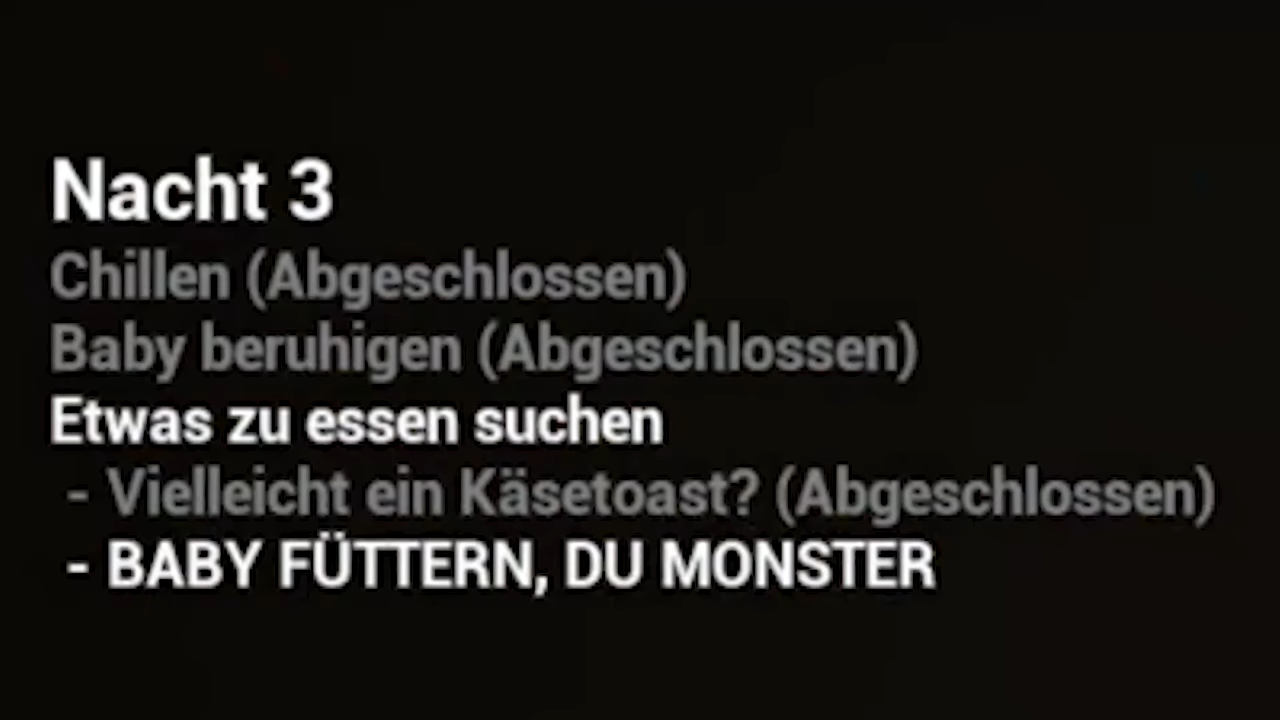 Nacht 3
Chillen (Abgeschlossen)
Baby beruhigen (Abgeschlossen)
Etwas zu essen suchen
- Vielleicht ein Käsetoast? (Abgeschlossen)
- BABY FÜTTERN, DU MONSTER